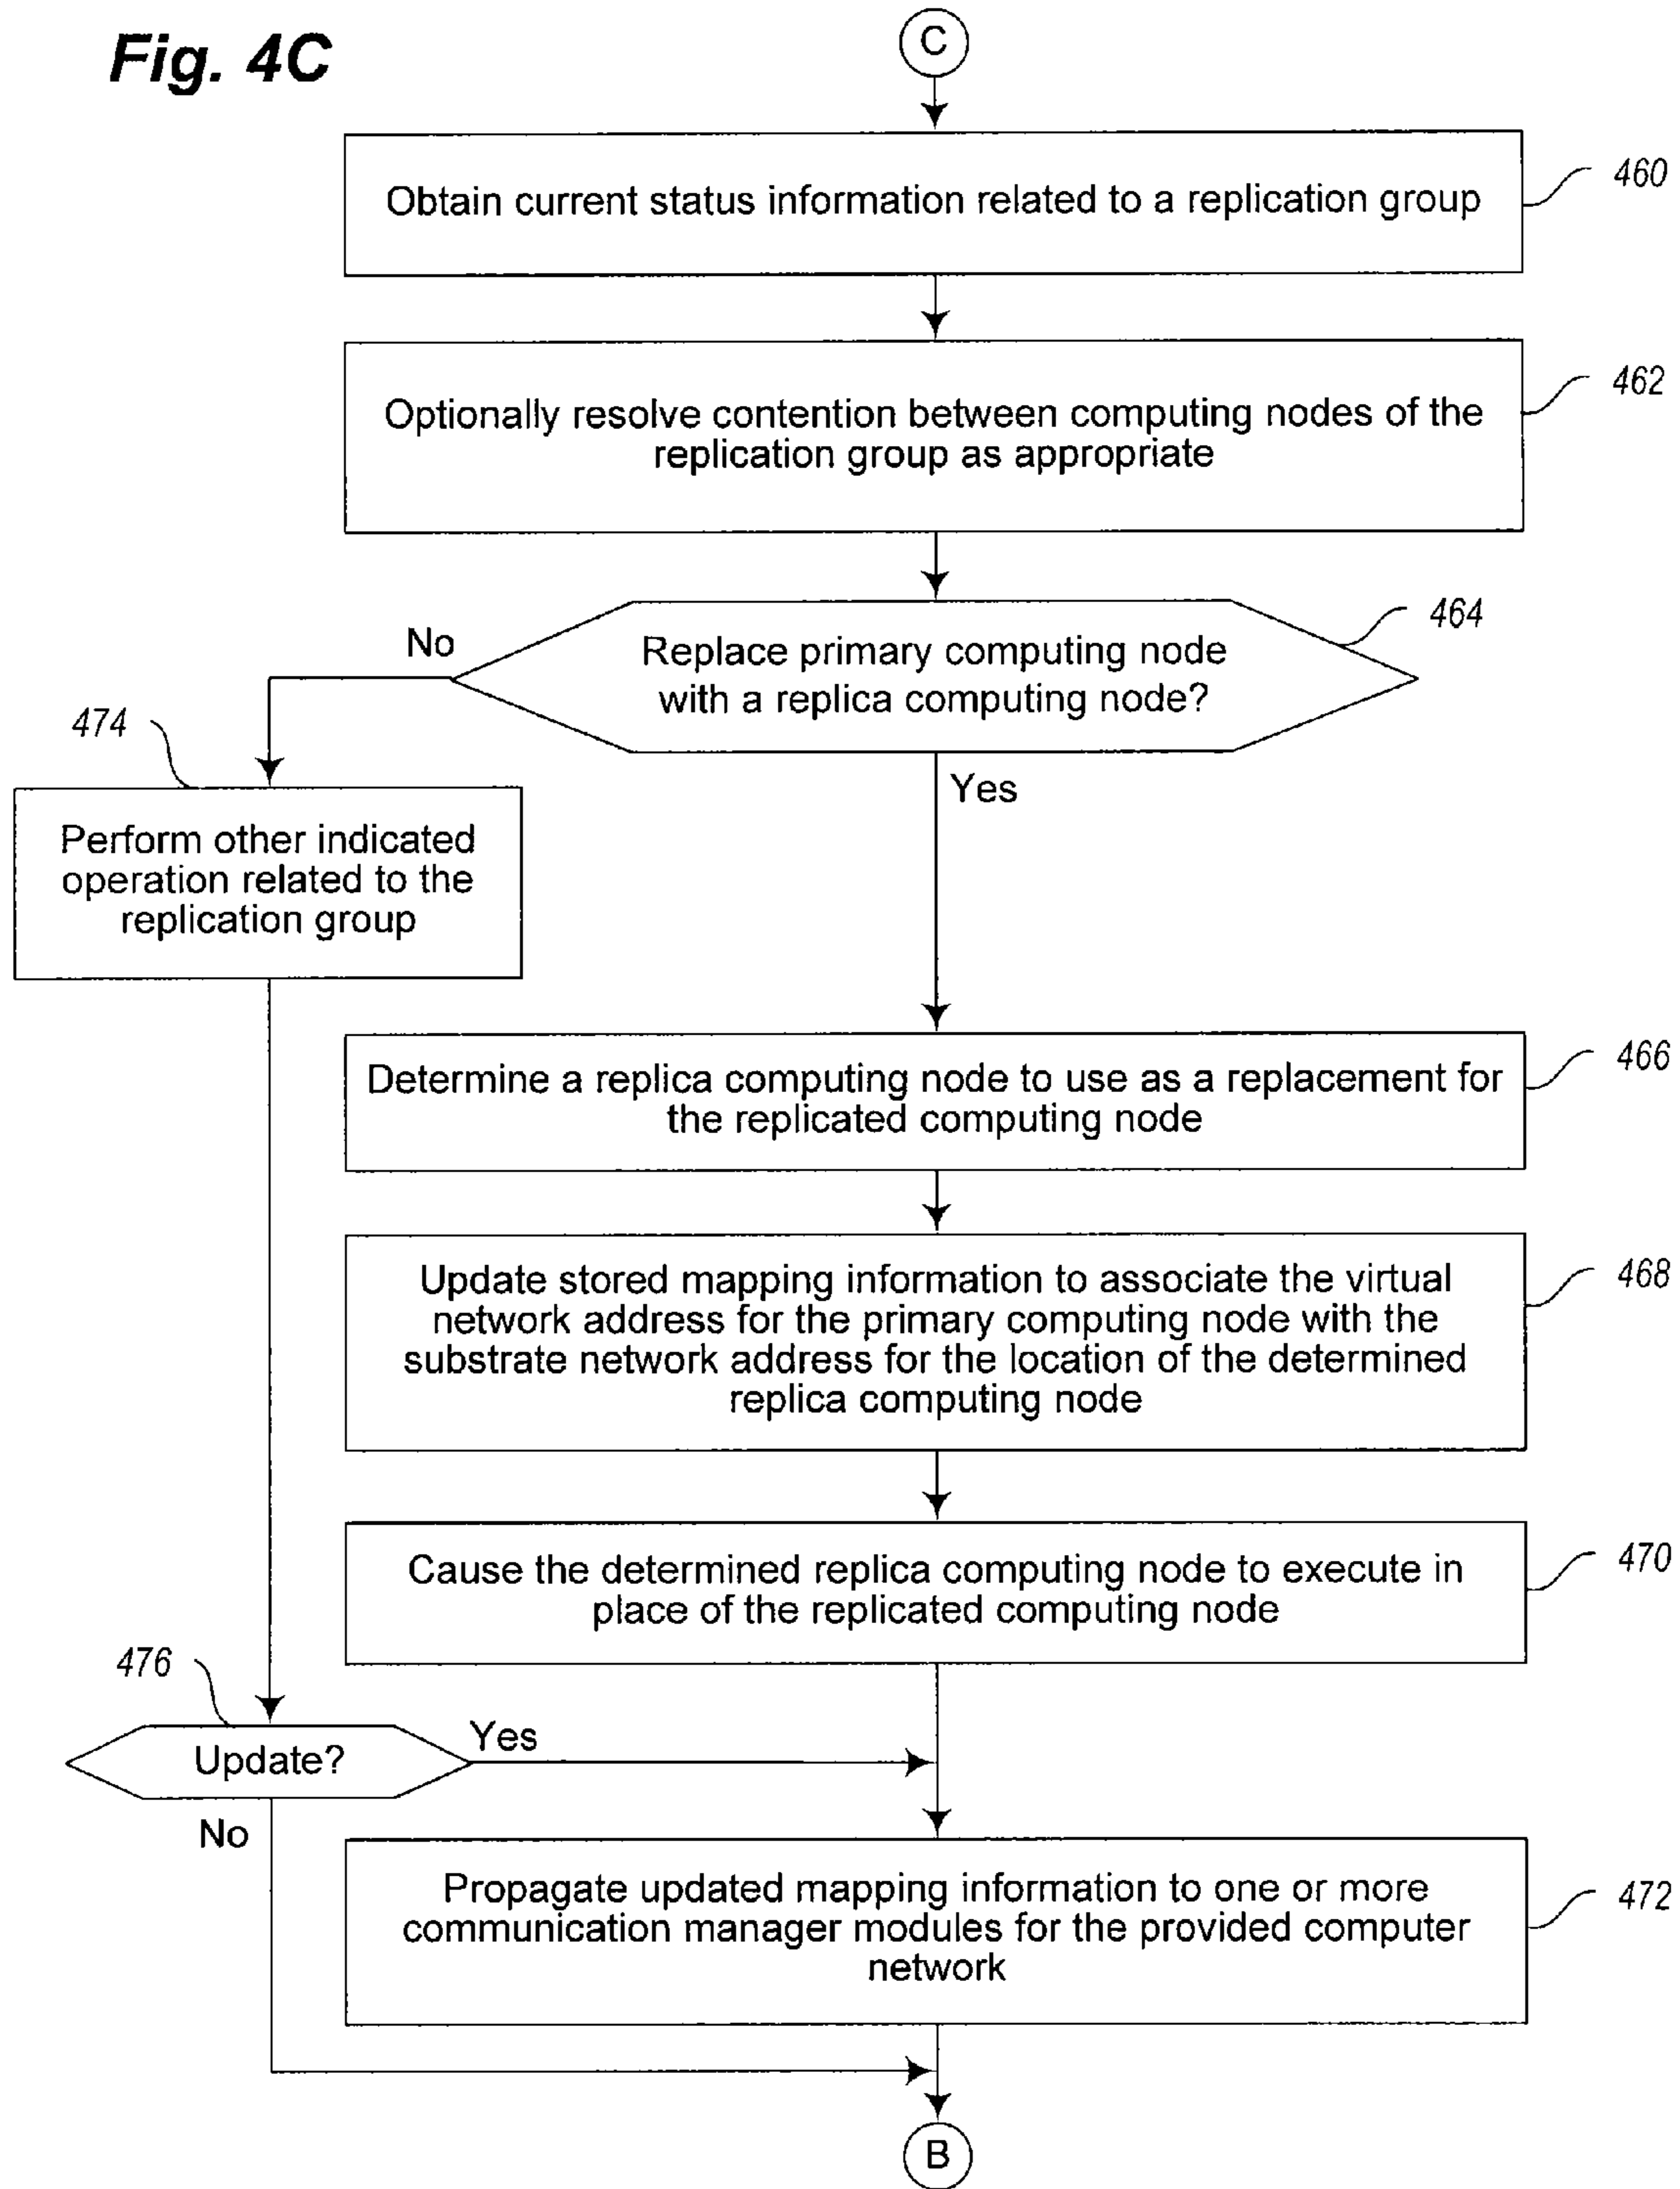 Fig. 4C
C
Obtain current status information related to a replication group
460
Optionally resolve contention between computing nodes of the
replication group as appropriate
462
Replace primary computing node
with a replica computing node?
464
No
Yes
474
Perform other indicated
operation related to the
replication group
Determine a replica computing node to use as a replacement for
the replicated computing node
466
Update stored mapping information to associate the virtual
network address for the primary computing node with the
substrate network address for the location of the determined
replica computing node
468
Cause the determined replica computing node to execute in
place of the replicated computing node
470
476
Update?
Yes
No
Propagate updated mapping information to one or more
communication manager modules for the provided computer
network
472
B